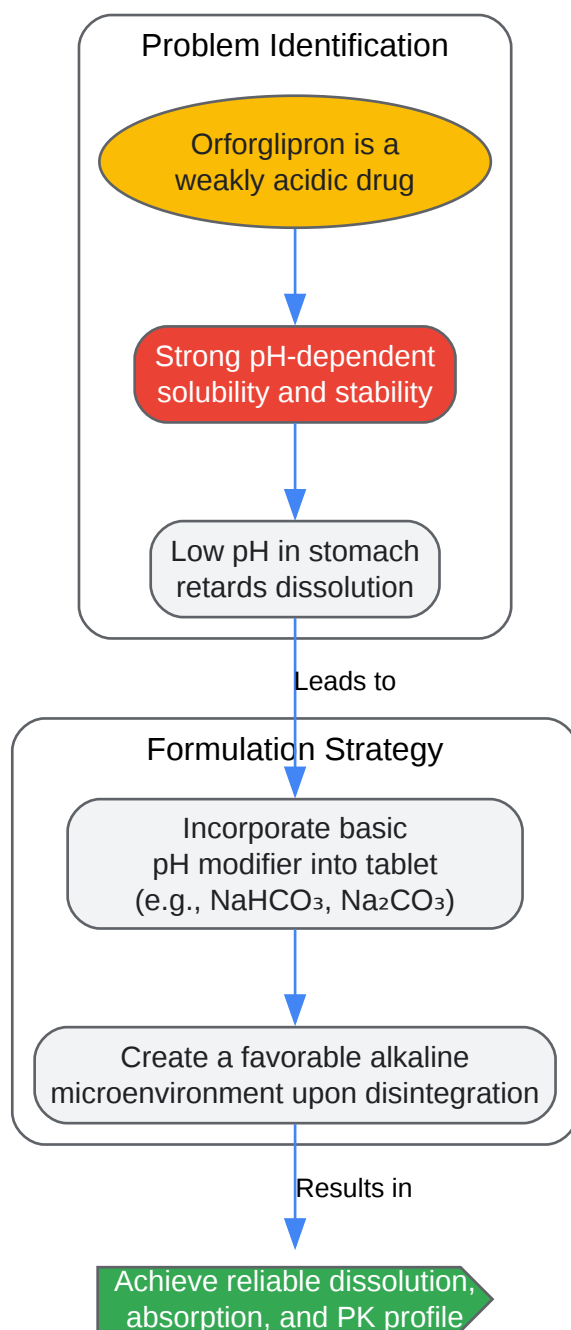 Problem Identification
Orforglipron is a
weakly acidic drug
Strong pH-dependent
solubility and stability
Low pH in stomach
retards dissolution
Leads to
Formulation Strategy
Incorporate basic
pH modifier into tablet
(e.g., NaHCO₃, Na₂CO₃)
Create a favorable alkaline
microenvironment upon disintegration
Results in
Achieve reliable dissolution,
absorption, and PK profile